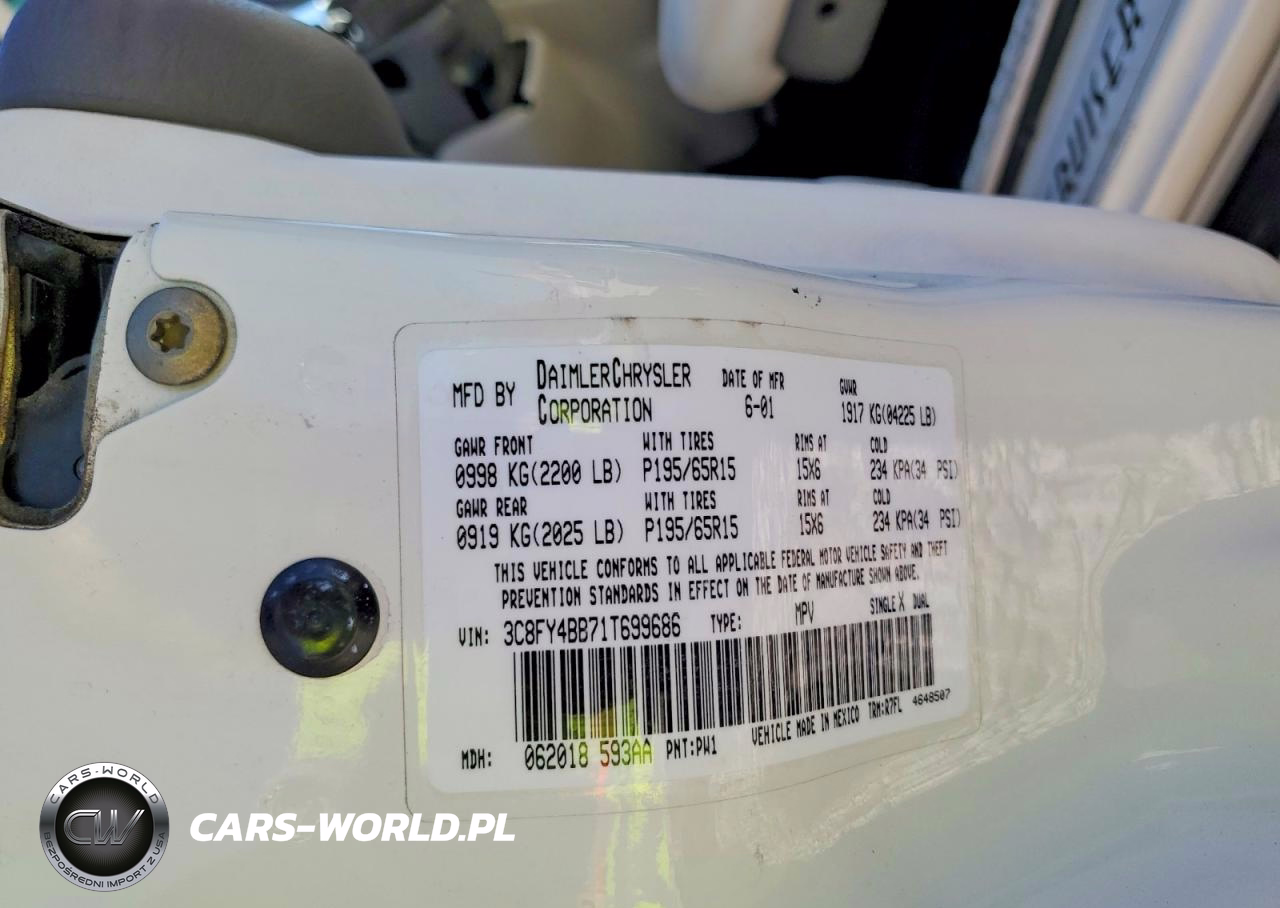 RUISER
MFD BY DAIMLERCHRYSLER CORPORATION DATE OF MFR 6-01 GVWR 1917 KG(04225 LB)
GAWR FRONT WITH TIRES RIMS AT COLD
0998 KG(2200 LB) P195/65R15 15X6 234 KPA(34 PSI)
GAWR REAR WITH TIRES RIMS AT COLD
0919 KG(2025 LB) P195/65R15 15X6 234 KPA(34 PSI)
THIS VEHICLE CONFORMS TO ALL APPLICABLE FEDERAL MOTOR VEHICLE SAFETY AND THEFT
PREVENTION STANDARDS IN EFFECT ON THE DATE OF MANUFACTURE SHOWN ABOVE.
VIN: 3C8FY4BB71T699686 TYPE: MPV SINGLE X DUAL
MDH: 062018 593AA PNT:PW1 VEHICLE MADE IN MEXICO TRM:R7FL 4648507
CARS-WORLD
CW
BEZPOŚREDNI IMPORT Z USA
CARS-WORLD.PL